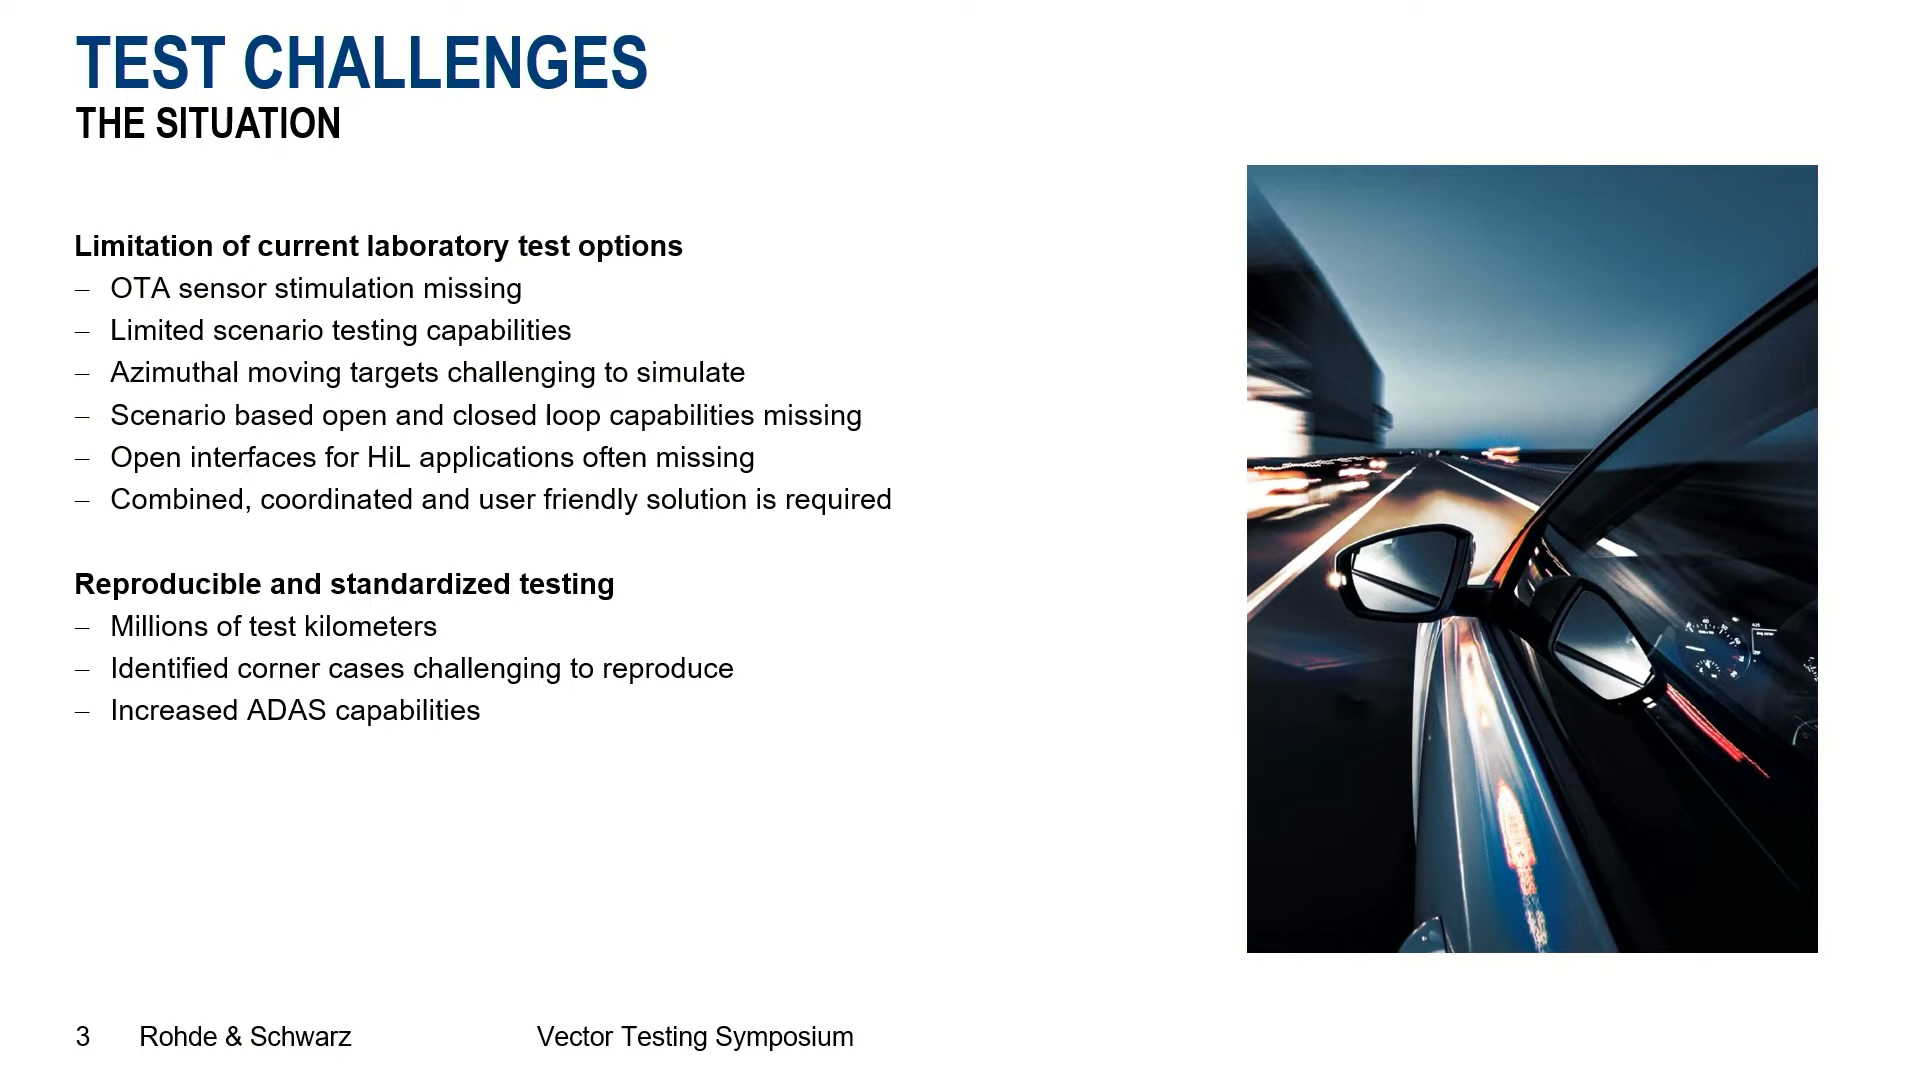 TEST CHALLENGES
THE SITUATION
Limitation of current laboratory test options
– OTA sensor stimulation missing
– Limited scenario testing capabilities
– Azimuthal moving targets challenging to simulate
– Scenario based open and closed loop capabilities missing
– Open interfaces for HiL applications often missing
– Combined, coordinated and user friendly solution is required
Reproducible and standardized testing
– Millions of test kilometers
– Identified corner cases challenging to reproduce
– Increased ADAS capabilities
3 Rohde & Schwarz Vector Testing Symposium